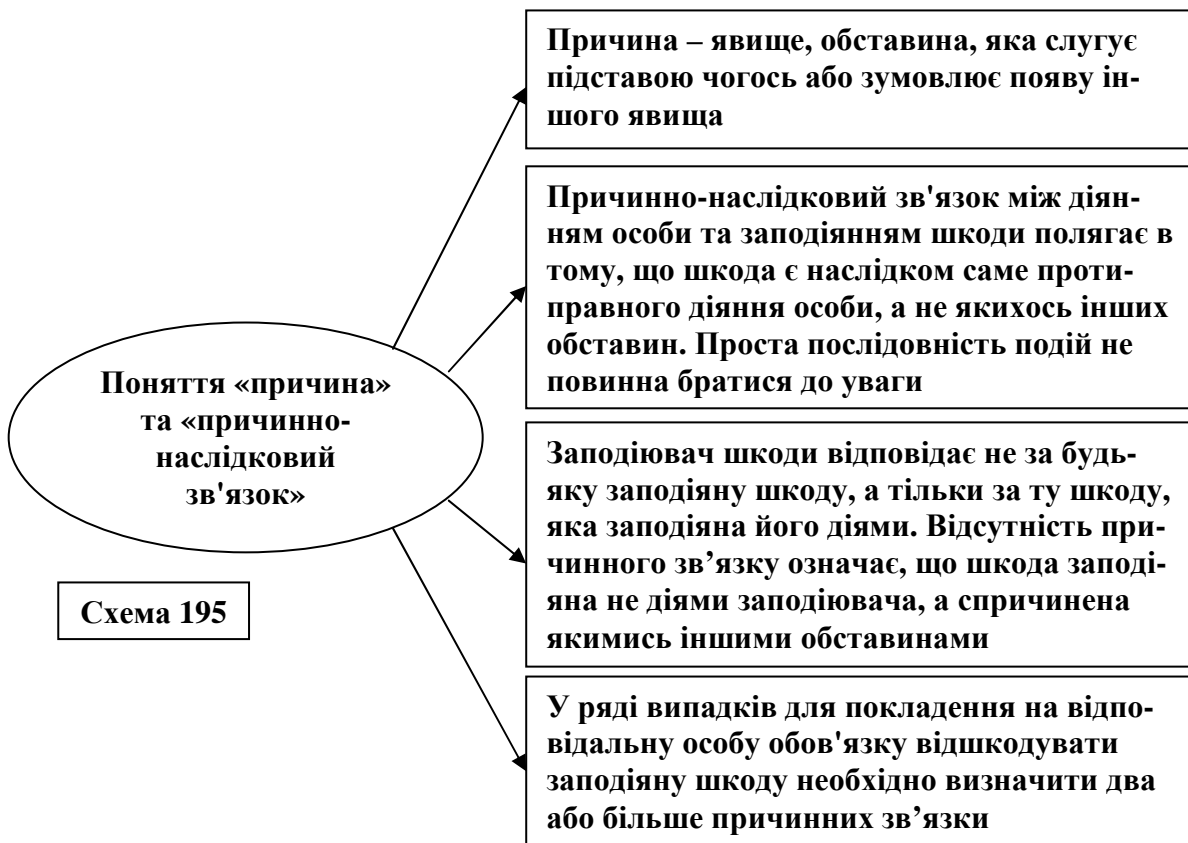 Причина – явище, обставина, яка слугує
підставою чогось або зумовлює появу ін-
шого явища
Причинно-наслідковий зв'язок між діян-
ням особи та заподіянням шкоди полягає в
тому, що шкода є наслідком саме проти-
правного діяння особи, а не якихось інших
обставин. Проста послідовність подій не
повинна братися до уваги
Поняття «причина»
та «причинно-
наслідковий
зв'язок»
Заподіювач шкоди відповідає не за будь-
яку заподіяну шкоду, а тільки за ту шкоду,
яка заподіяна його діями. Відсутність при-
чинного зв’язку означає, що шкода заподі-
яна не діями заподіювача, а спричинена
якимись іншими обставинами
Схема 195
У ряді випадків для покладення на відпо-
відальну особу обов'язку відшкодувати
заподіяну шкоду необхідно визначити два
або більше причинних зв’язки